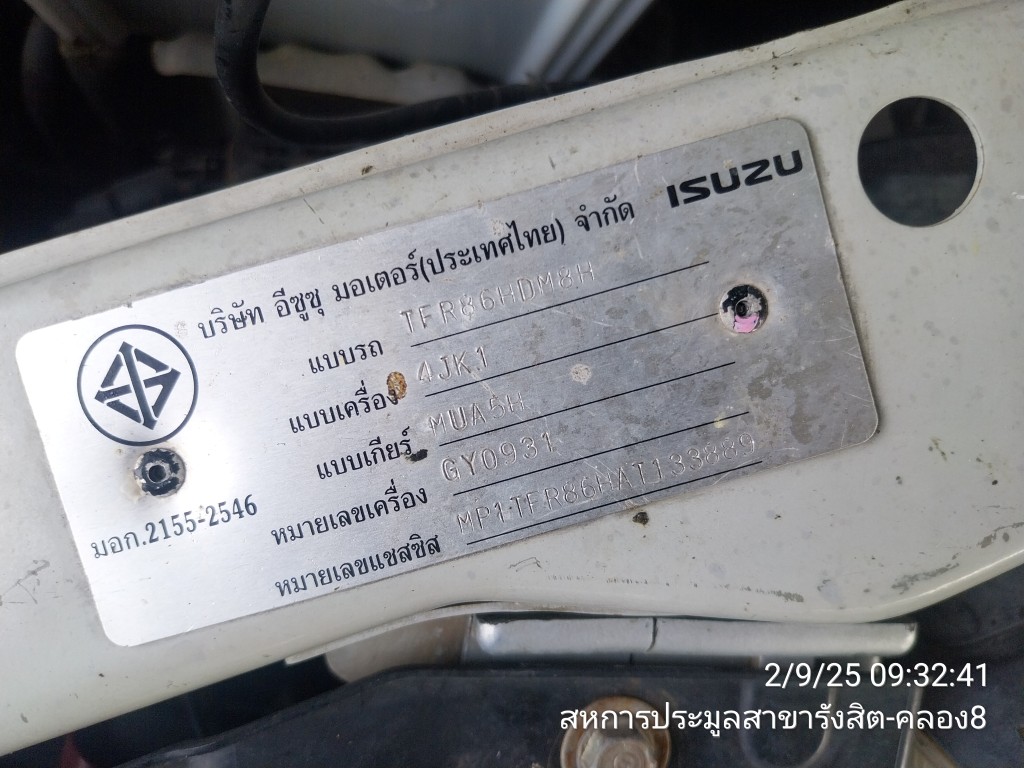 ISUZU
บริษัท อีซูซุ มอเตอร์(ประเทศไทย) จำกัด
แบบรถ TFR86HDM8H
แบบเครื่อง 4JK1
แบบเกียร์ MUA5H
หมายเลขเครื่อง GY0931
มอก.2155-2546
หมายเลขแชสซิส MP1TFR86HAT133889
2/9/25 09:32:41
สหการประมูลสาขารังสิต-คลอง8